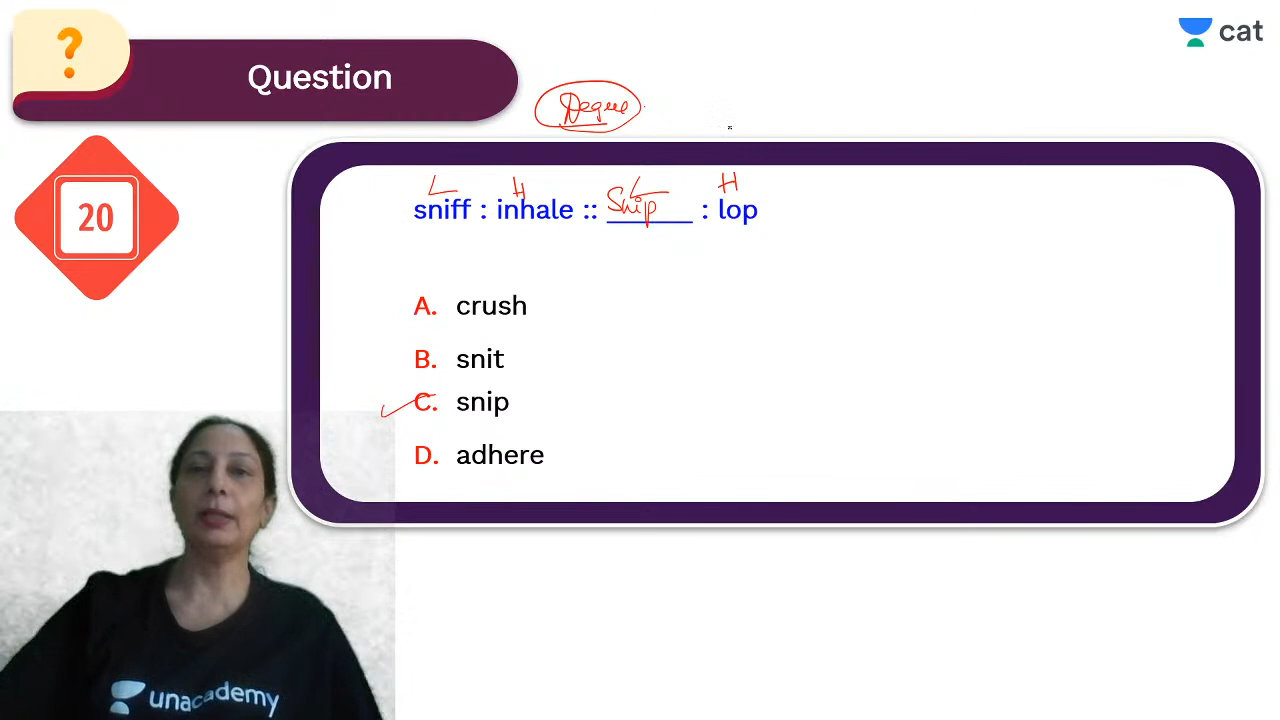 ?
Question
cat
Degree
20
L H L H
sniff : inhale :: Snip : lop
A. crush
B. snit
C. snip
D. adhere
unacademy